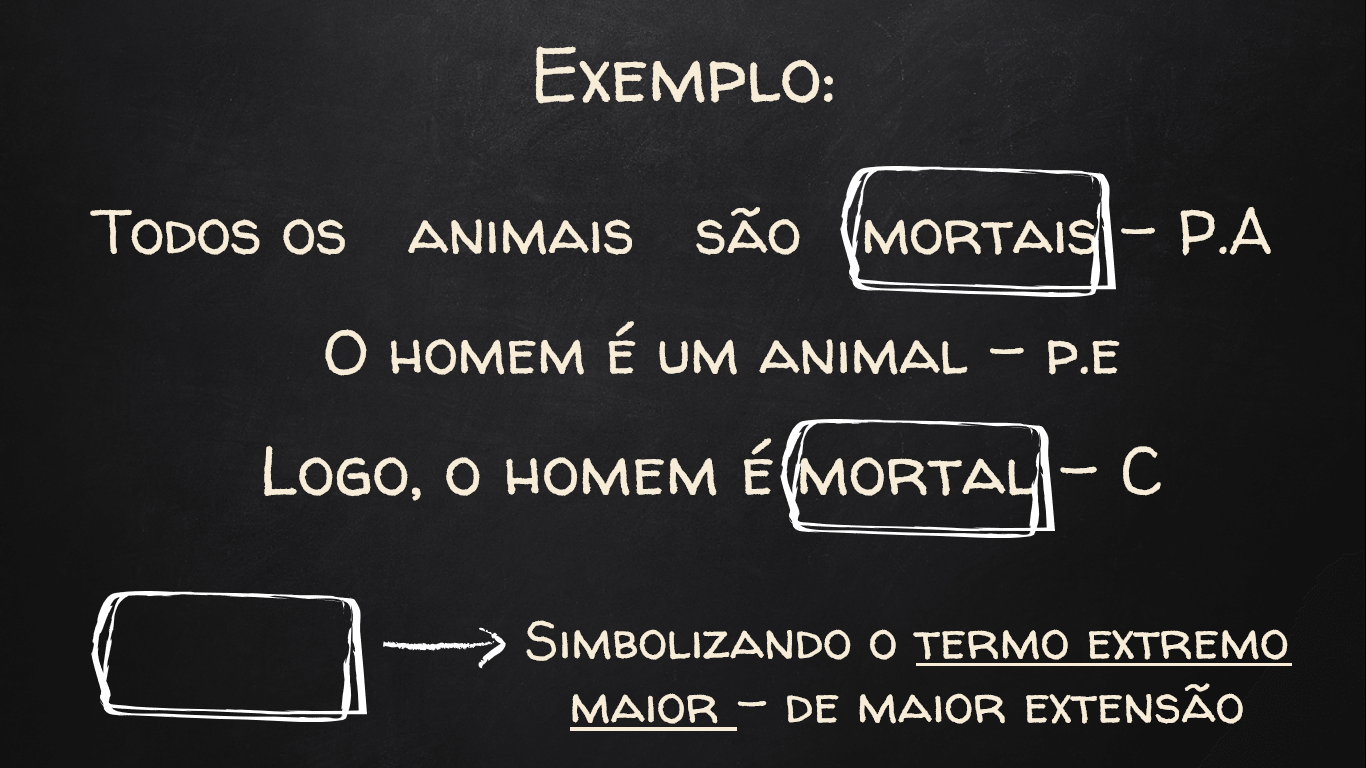 Exemplo:
Todos os animais são mortais – P.A
O homem é um animal – p.e
Logo, o homem é mortal – C
Simbolizando o termo extremo
maior – de maior extensão